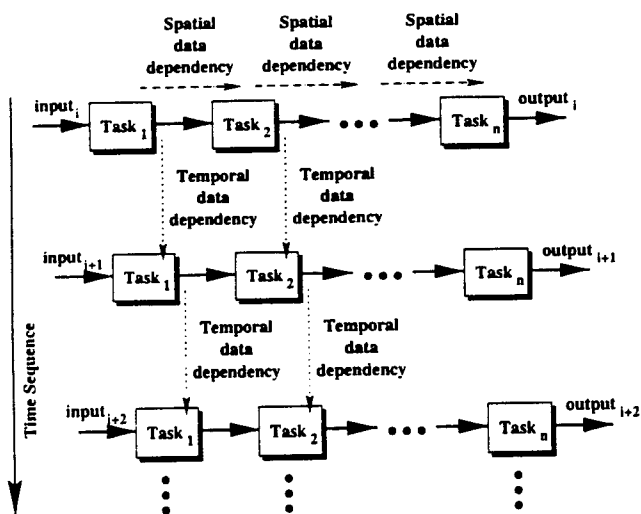 Spatial data dependency
Spatial data dependency
Spatial data dependency
input i
Task 1
Task 2
Task n
output i
Temporal data dependency
Temporal data dependency
input i+1
Task 1
Task 2
Task n
output i+1
Temporal data dependency
Temporal data dependency
input i+2
Task 1
Task 2
Task n
output i+2
Time Sequence